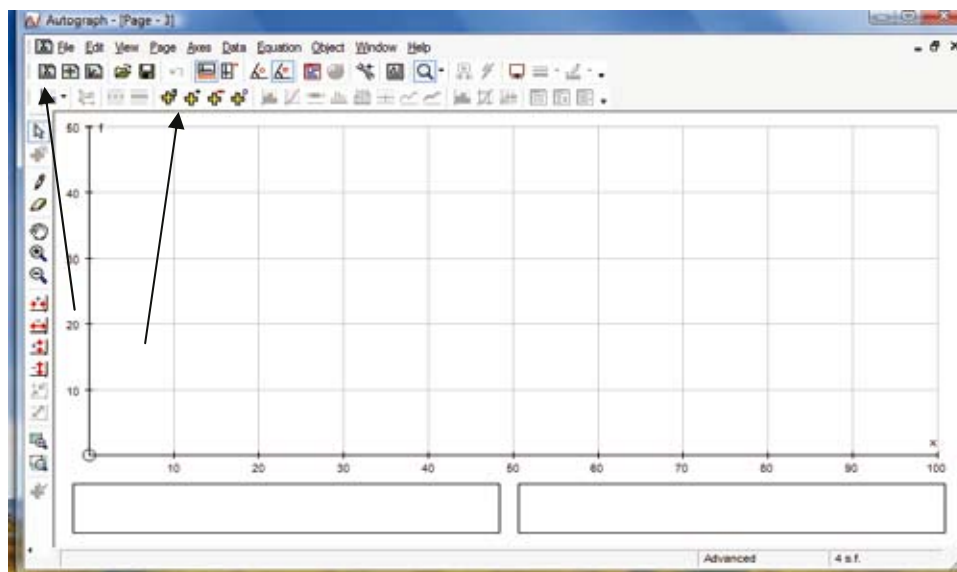 Autograph - [Page - 3]
File Edit View Page Axes Data Equation Object Window Help
50 f
40
30
20
10
10 20 30 40 50 60 70 80 90 100
x
Advanced 4 s.f.